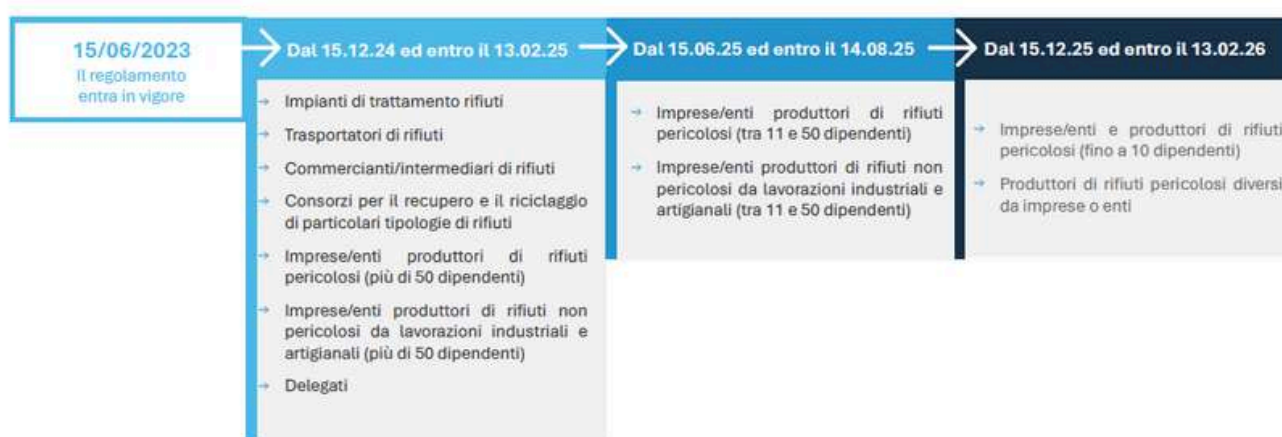 15/06/2023
Il regolamento
entra in vigore
Dal 15.12.24 ed entro il 13.02.25
Impianti di trattamento rifiuti
Trasportatori di rifiuti
Commercianti/intermediari di rifiuti
Consorzi per il recupero e il riciclaggio
di particolari tipologie di rifiuti
Imprese/enti produttori di rifiuti
pericolosi (più di 50 dipendenti)
Imprese/enti produttori di rifiuti non
pericolosi da lavorazioni industriali e
artigianali (più di 50 dipendenti)
Delegati
Dal 15.06.25 ed entro il 14.08.25
Imprese/enti produttori di rifiuti
pericolosi (tra 11 e 50 dipendenti)
Imprese/enti produttori di rifiuti non
pericolosi da lavorazioni industriali e
artigianali (tra 11 e 50 dipendenti)
Dal 15.12.25 ed entro il 13.02.26
Imprese/enti e produttori di rifiuti
pericolosi (fino a 10 dipendenti)
Produttori di rifiuti pericolosi diversi
da imprese o enti